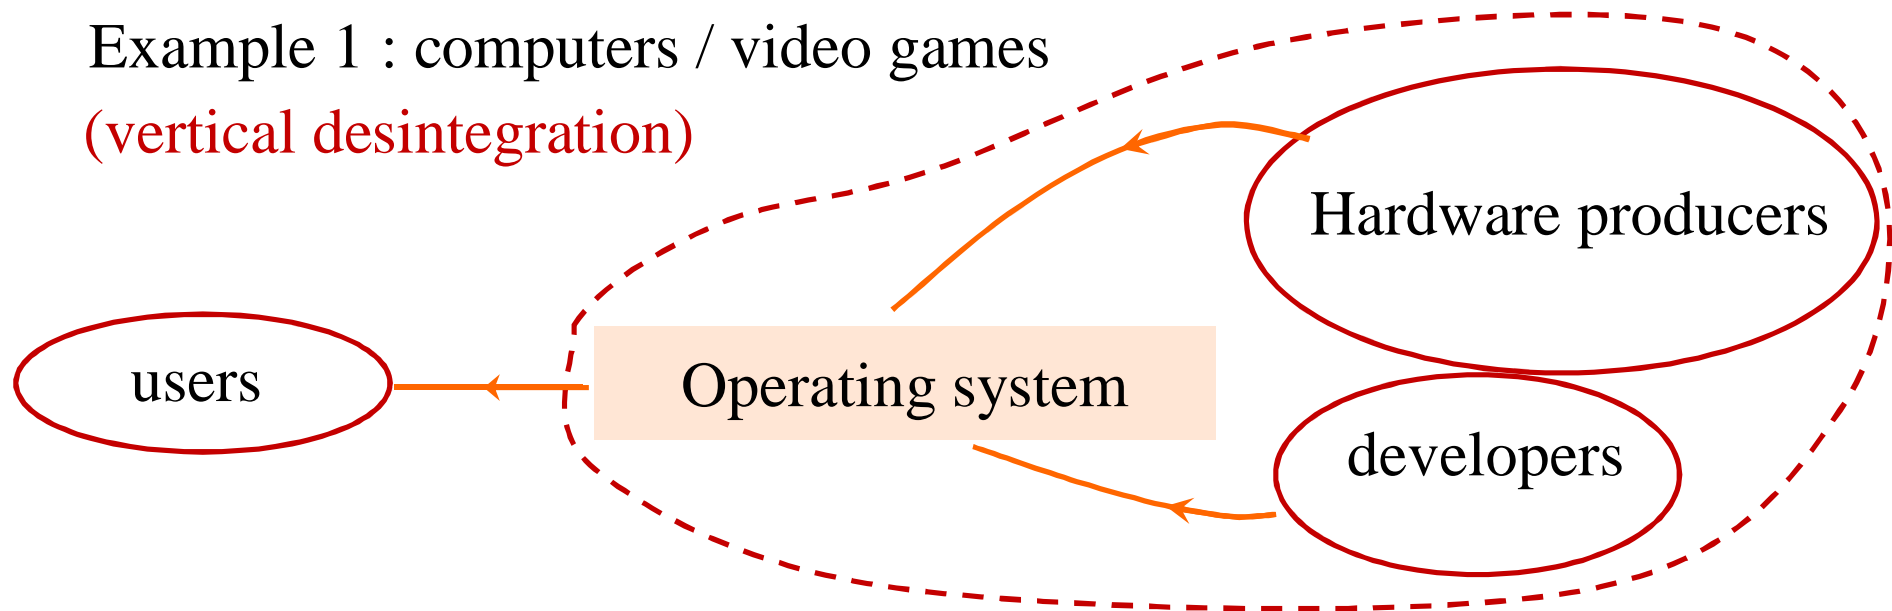 Example 1 : computers / video games
(vertical desintegration)
Hardware producers
users
Operating system
developers